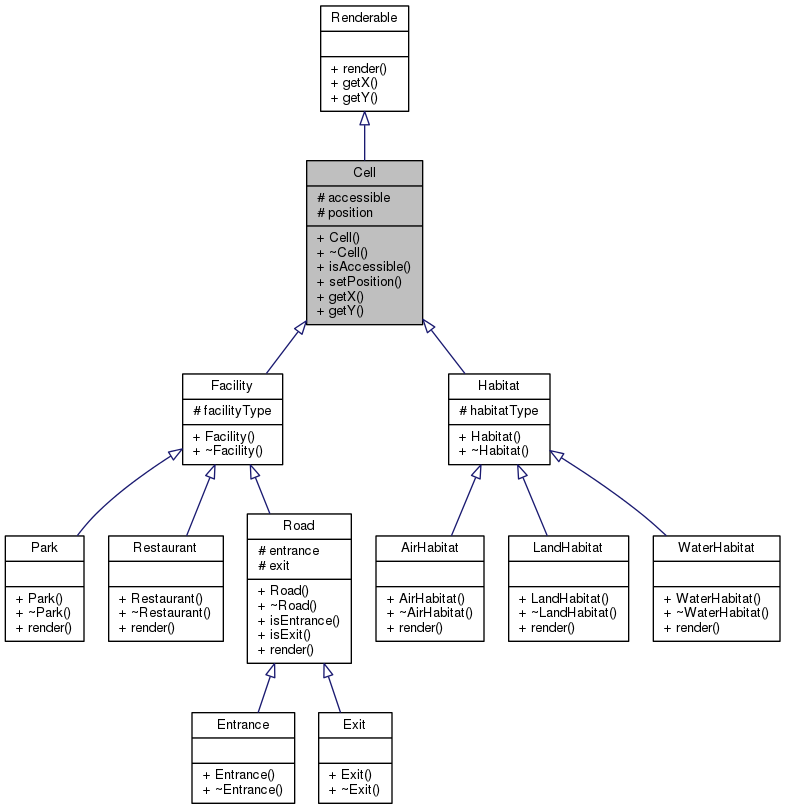 Renderable
+ render()
+ getX()
+ getY()
Cell
# accessible
# position
+ Cell()
+ ~Cell()
+ isAccessible()
+ setPosition()
+ getX()
+ getY()
Facility
# facilityType
+ Facility()
+ ~Facility()
Habitat
# habitatType
+ Habitat()
+ ~Habitat()
Park
+ Park()
+ ~Park()
+ render()
Restaurant
+ Restaurant()
+ ~Restaurant()
+ render()
Road
# entrance
# exit
+ Road()
+ ~Road()
+ isEntrance()
+ isExit()
+ render()
AirHabitat
+ AirHabitat()
+ ~AirHabitat()
+ render()
LandHabitat
+ LandHabitat()
+ ~LandHabitat()
+ render()
WaterHabitat
+ WaterHabitat()
+ ~WaterHabitat()
+ render()
Entrance
+ Entrance()
+ ~Entrance()
Exit
+ Exit()
+ ~Exit()